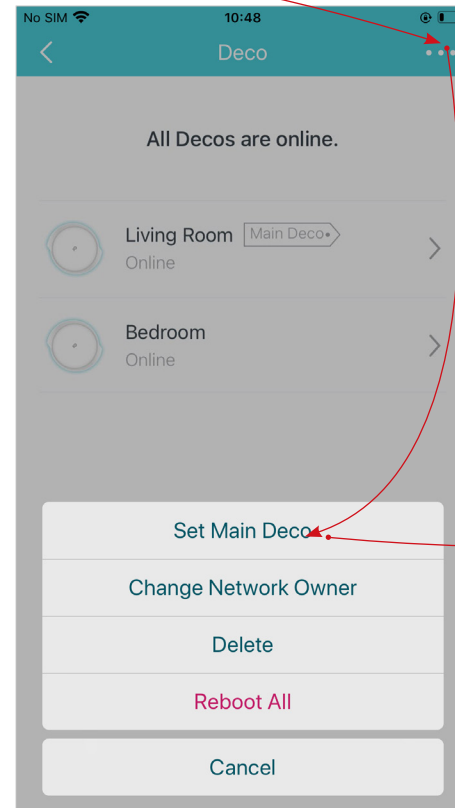 No SIM 10:48
Deco
All Decos are online.
Living Room Main Deco
Online
Bedroom
Online
Set Main Deco
Change Network Owner
Delete
Reboot All
Cancel